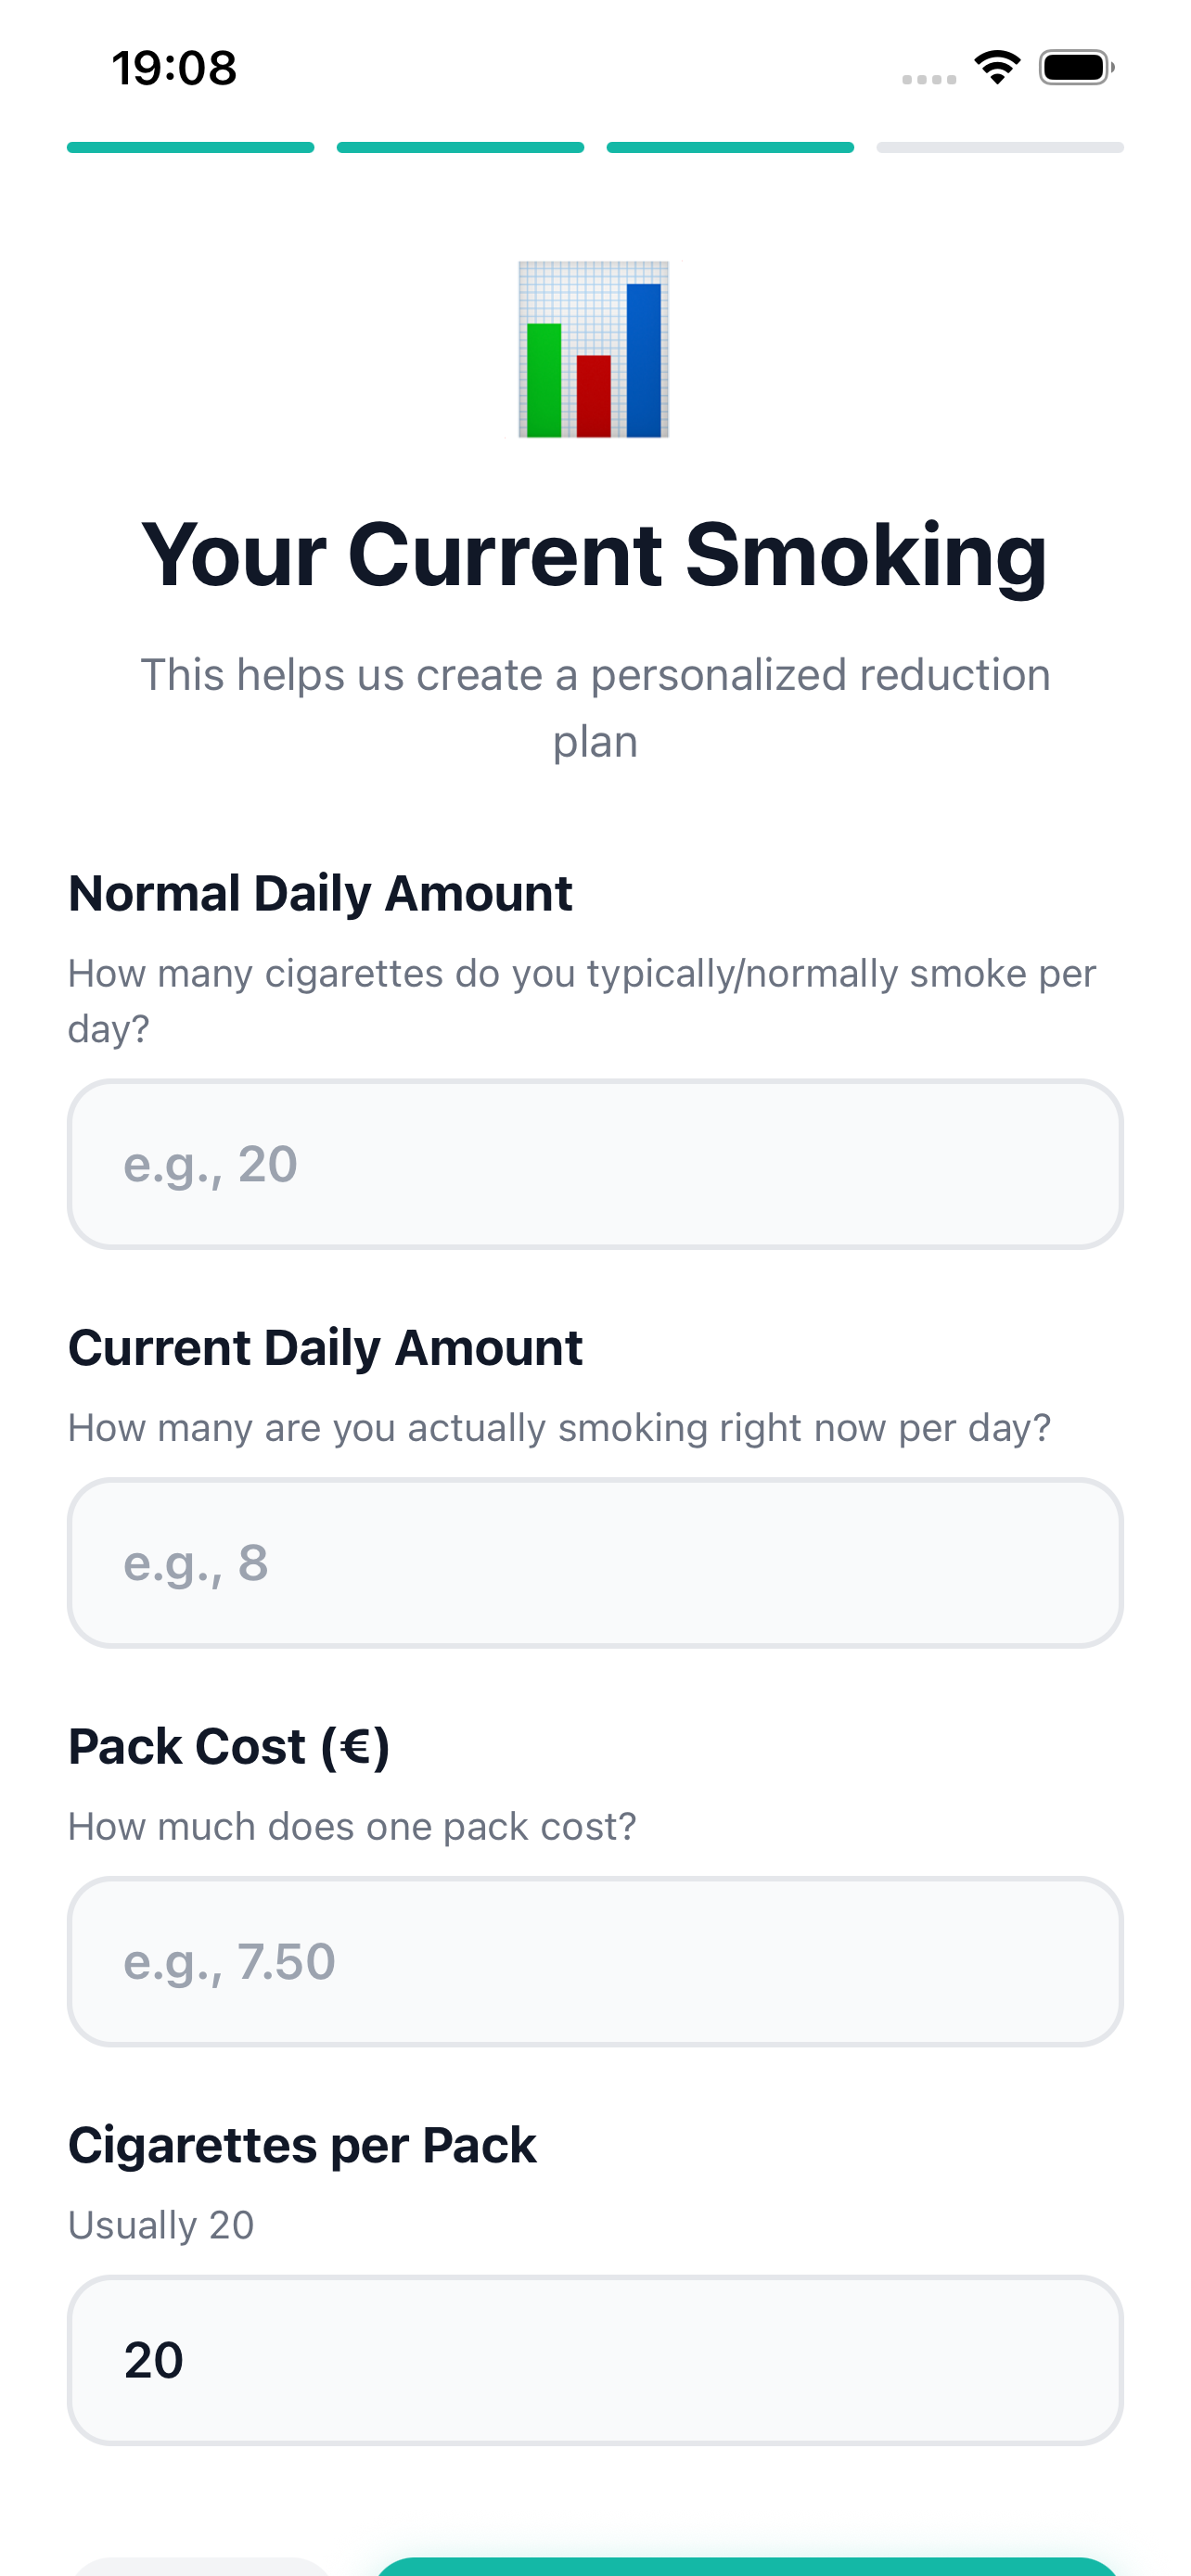 19:08
Your Current Smoking
This helps us create a personalized reduction
plan
Normal Daily Amount
How many cigarettes do you typically/normally smoke per
day?
e.g., 20
Current Daily Amount
How many are you actually smoking right now per day?
e.g., 8
Pack Cost (€)
How much does one pack cost?
e.g., 7.50
Cigarettes per Pack
Usually 20
20